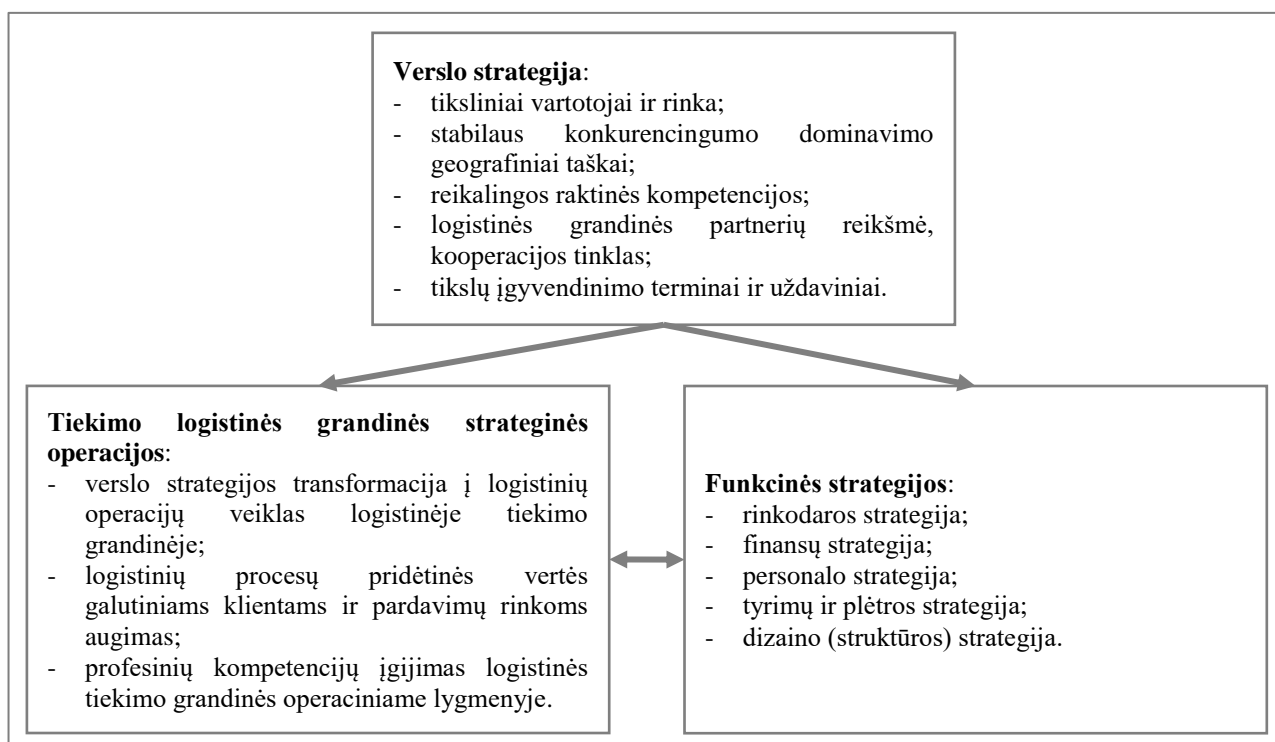 Verslo strategija:
- tiksliniai vartotojai ir rinka;
- stabilaus konkurencingumo dominavimo
geografiniai taškai;
- reikalingos raktinės kompetencijos;
- logistinės grandinės partnerių reikšmė,
kooperacijos tinklas;
- tikslų įgyvendinimo terminai ir uždaviniai.
Tiekimo logistinės grandinės strateginės
operacijos:
- verslo strategijos transformacija į logistinių
operacijų veiklas logistinėje tiekimo
grandinėje;
- logistinių procesų pridėtinės vertės
galutiniams klientams ir pardavimų rinkoms
augimas;
- profesinių kompetencijų įgijimas logistinės
tiekimo grandinės operaciniame lygmenyje.
Funkcinės strategijos:
- rinkodaros strategija;
- finansų strategija;
- personalo strategija;
- tyrimų ir plėtros strategija;
- dizaino (struktūros) strategija.